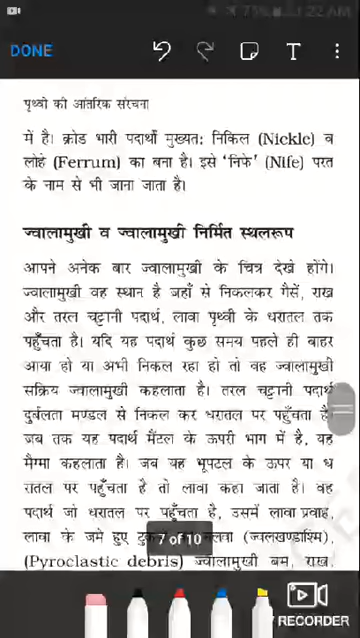 75% 1:22 AM
DONE
T
पृथ्वी की आंतरिक संरचना
में है। क्रोड भारी पदार्थों मुख्यत: निकिल (Nickle) व
लोहे (Ferrum) का बना है। इसे ‘निफे’ (Nife) परत
के नाम से भी जाना जाता है।
ज्वालामुखी व ज्वालामुखी निर्मित स्थलरूप
आपने अनेक बार ज्वालामुखी के चित्र देखे होंगे।
ज्वालामुखी वह स्थान है जहाँ से निकलकर गैसें, राख
और तरल चट्टानी पदार्थ, लावा पृथ्वी के धरातल तक
पहुँचता है। यदि यह पदार्थ कुछ समय पहले ही बाहर
आया हो या अभी निकल रहा हो तो वह ज्वालामुखी
सक्रिय ज्वालामुखी कहलाता है। तरल चट्टानी पदार्थ
दुर्बलता मण्डल से निकल कर धरातल पर पहुँचता है
जब तक यह पदार्थ मैंटल के ऊपरी भाग में है, यह
मैग्मा कहलाता है। जब यह भूपटल के ऊपर या ध
रातल पर पहुँचता है तो लावा कहा जाता है। वह
पदार्थ जो धरातल पर पहुँचता है, उसमें लावा प्रवाह,
लावा के जमे हुए (ज्वलखण्डाश्मि),
7 of 10
(Pyroclastic debris) ज्वालामुखी बम, राख,
RECORDER